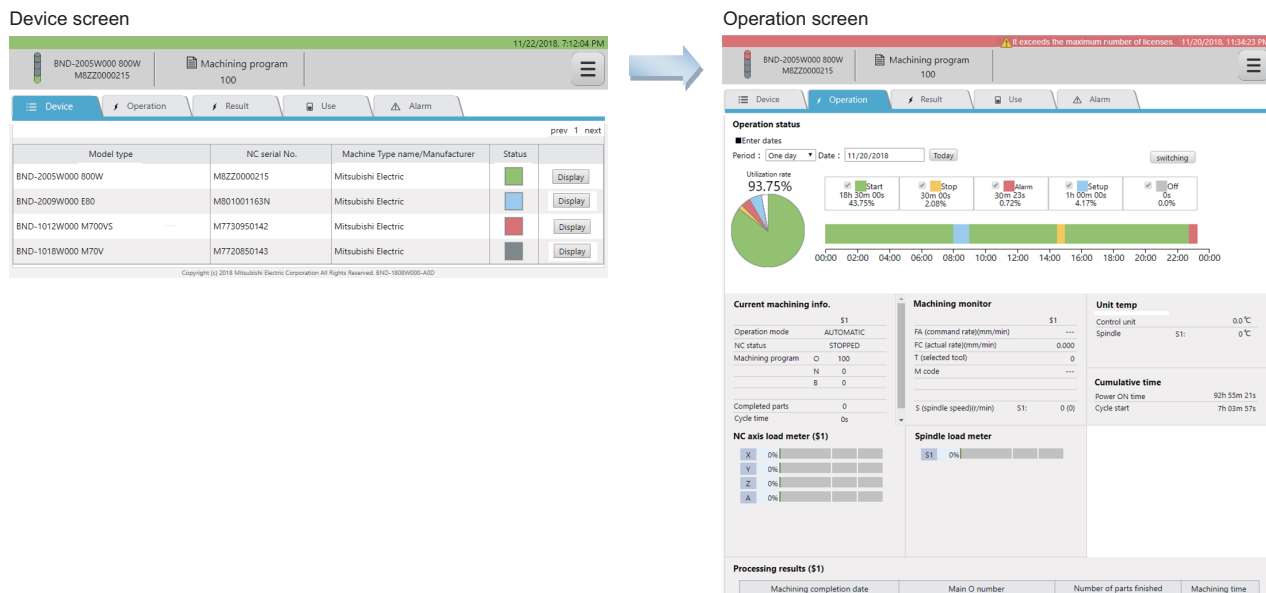 Device screen
11/22/2018, 7:12:04 PM
BND-2005W000 800W
M8ZZ0000215
Machining program
100
Device
Operation
Result
Use
Alarm
prev 1 next
Model type NC serial No. Machine Type name/Manufacturer Status
BND-2005W000 800W M8ZZ0000215 Mitsubishi Electric Display
BND-2009W000 E80 M801001163N Mitsubishi Electric Display
BND-1012W000 M700VS M7730950142 Mitsubishi Electric Display
BND-1018W000 M70V M7720850143 Mitsubishi Electric Display
Copyright (c) 2018 Mitsubishi Electric Corporation All Rights Reserved. BND-1808W000-A0D
Operation screen
It exceeds the maximum number of licenses. 11/20/2018, 11:34:23 PM
BND-2005W000 800W
M8ZZ0000215
Machining program
100
Device
Operation
Result
Use
Alarm
Operation status
■Enter dates
Period : One day Date : 11/20/2018 Today switching
Utilization rate
93.75%
Start
18h 30m 00s
43.75%
Stop
30m 00s
2.08%
Alarm
30m 23s
0.72%
Setup
1h 00m 00s
4.17%
Off
0s
0.0%
00:00 02:00 04:00 06:00 08:00 10:00 12:00 14:00 16:00 18:00 20:00 22:00 00:00
Current machining info.
$1
Operation mode AUTOMATIC
NC status STOPPED
Machining program O 100
N 0
B 0
Completed parts 0
Cycle time 0s
Machining monitor
$1
FA (command rate)(mm/min) ---
FC (actual rate)(mm/min) 0.000
T (selected tool) 0
M code ---
S (spindle speed)(r/min) S1: 0 (0)
Unit temp
Control unit 0.0℃
Spindle S1: 0℃
Cumulative time
Power ON time 92h 55m 21s
Cycle start 7h 03m 57s
NC axis load meter ($1)
X 0%
Y 0%
Z 0%
A 0%
Spindle load meter
S1 0%
Processing results ($1)
Machining completion date Main O number Number of parts finished Machining time